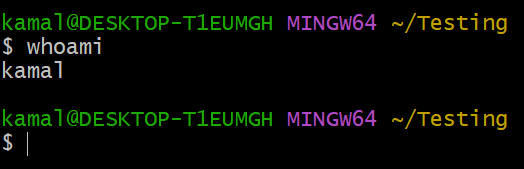 kamal@DESKTOP-T1EUMGH MINGW64 ~/Testing
$ whoami
kamal
kamal@DESKTOP-T1EUMGH MINGW64 ~/Testing
$